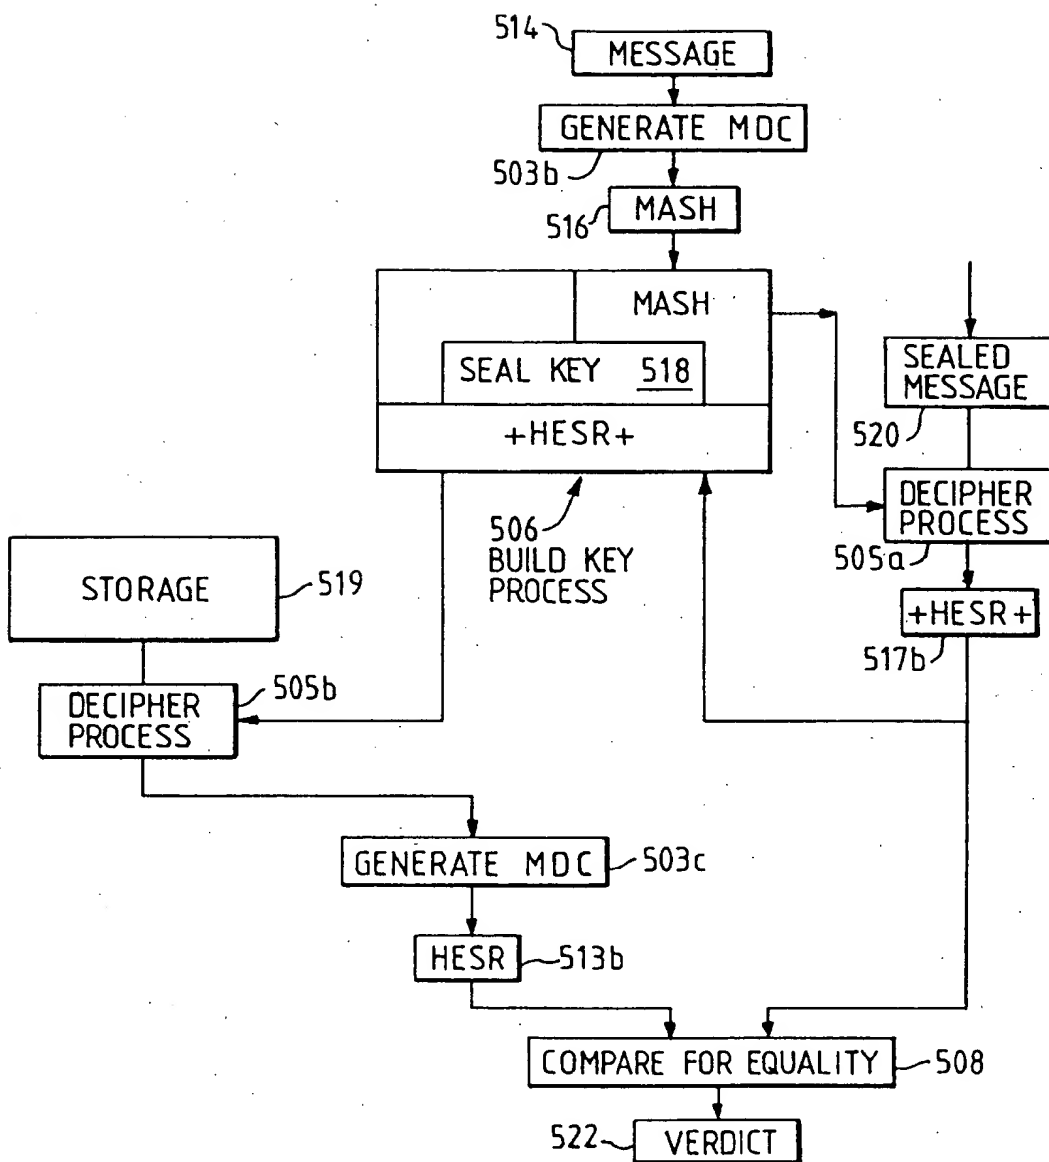 514
MESSAGE
GENERATE MDC
503b
MASH
516
MASH
SEAL KEY 518
+HESR+
506
BUILD KEY
PROCESS
SEALED
MESSAGE
520
DECIPHER
PROCESS
505a
+HESR+
517b
STORAGE
519
505b
DECIPHER
PROCESS
GENERATE MDC
503c
HESR
513b
COMPARE FOR EQUALITY
508
522
VERDICT